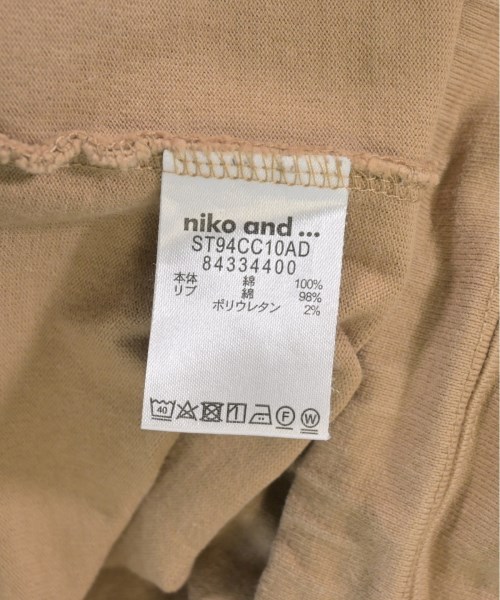 niko and ...
ST94CC10AD
84334400
本体 綿 100%
リブ 綿 98%
ポリウレタン 2%
40 F W